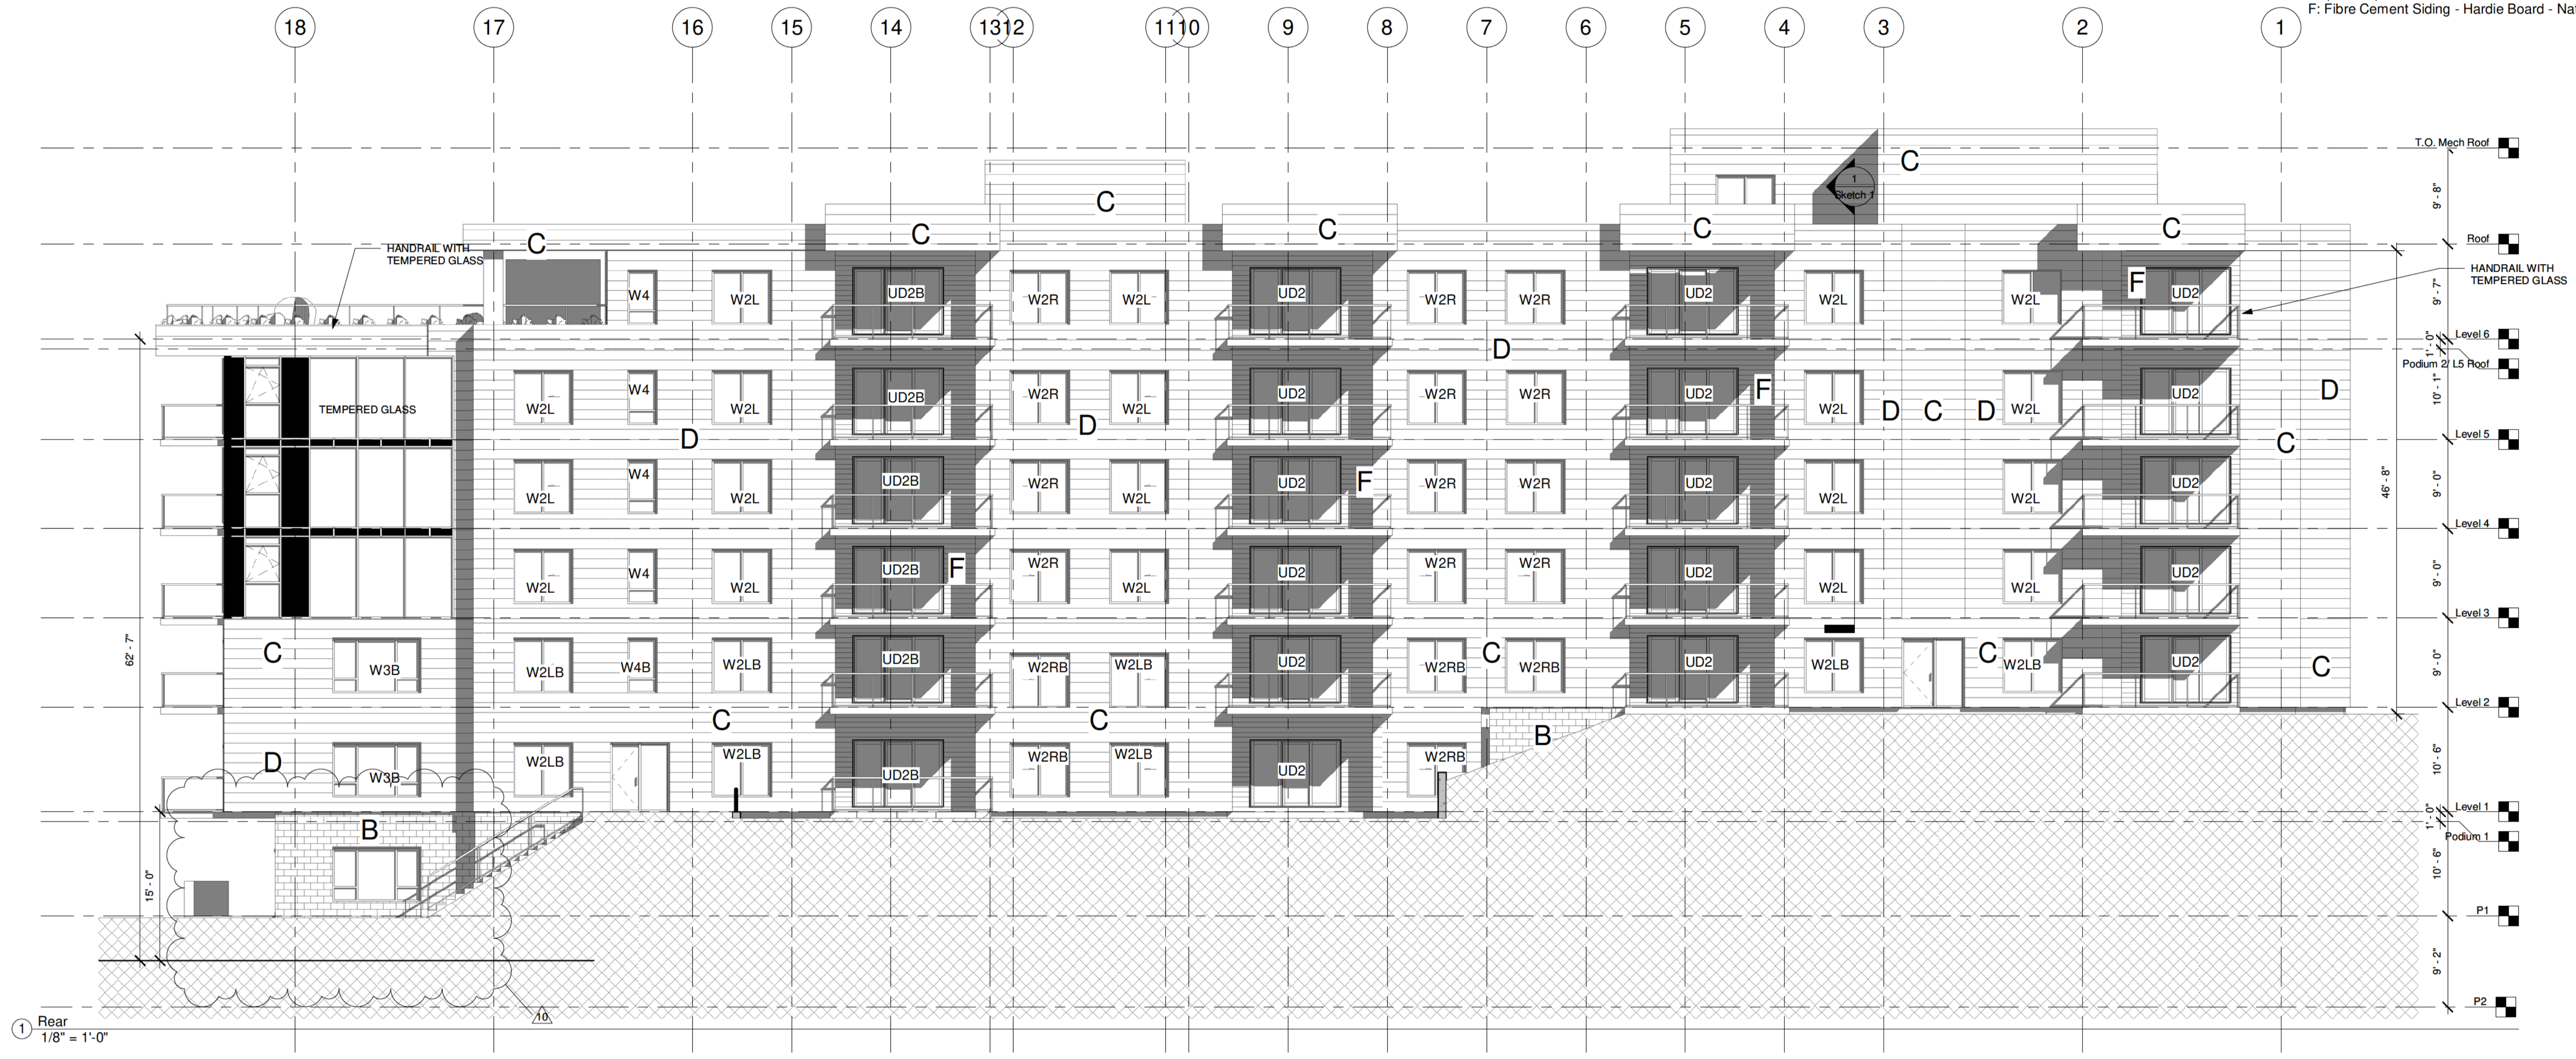 F: Fibre Cement Siding - Hardie Board - Na
18 17 16 15 14 13 12 11 10 9 8 7 6 5 4 3 2 1
T.O. Mech Roof
9' - 8"
C
1
Sketch 1
C
C C C C C
Roof
HANDRAIL WITH
TEMPERED GLASS
HANDRAIL WITH
TEMPERED GLASS
F
9' - 7"
W4 W2L UD2B W2R W2L UD2 W2R W2R UD2 W2L W2L UD2
Level 6
1' - 0"
D
Podium 2/ L5 Roof
10' - 1"
TEMPERED GLASS
W2L W4 W2L UD2B W2R W2L UD2 W2R W2R UD2 F W2L D C D W2L UD2 D
D D C
Level 5
46' - 8"
9' - 0"
W2L W4 W2L UD2B W2R W2L UD2 F W2R W2R UD2 W2L W2L UD2
Level 4
9' - 0"
W2L W4 W2L UD2B F W2R W2L UD2 W2R W2R UD2 W2L W2L UD2
Level 3
62' - 7"
9' - 0"
C W3B W2LB W4B W2LB UD2B W2RB W2LB UD2 W2RB C W2RB UD2 W2LB C W2LB UD2 C
Level 2
C C B
10' - 6"
D W3B W2LB W2LB UD2B W2RB W2LB UD2 W2RB
Level 1
1' - 0"
B
Podium 1
15' - 0"
10' - 6"
P1
9' - 2"
P2
10
1 Rear
1/8" = 1'-0"